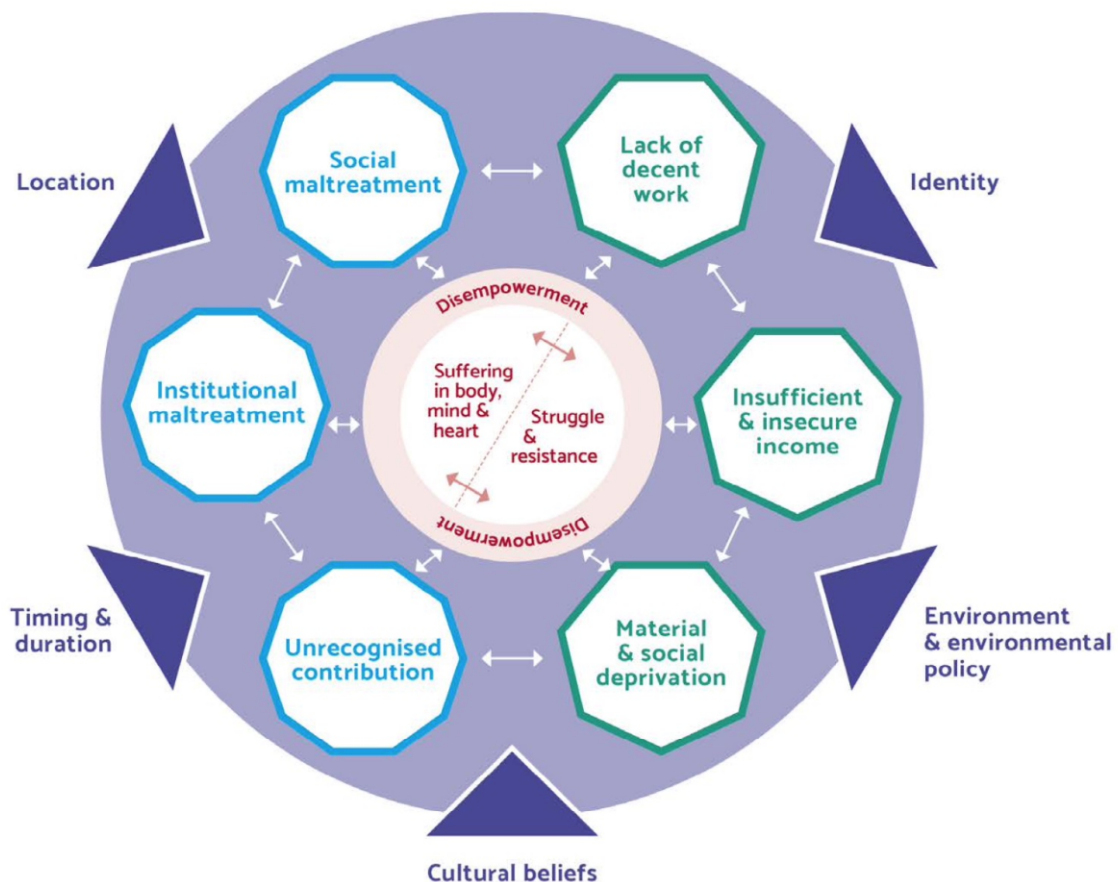 Social
maltreatment
Lack of
decent
work
Location
Identity
Disempowerment
Suffering
in body,
mind &
heart
Struggle
&
resistance
Institutional
maltreatment
Insufficient
& insecure
income
Disempowerment
Timing &
duration
Unrecognised
contribution
Material
& social
deprivation
Environment
& environmental
policy
Cultural beliefs